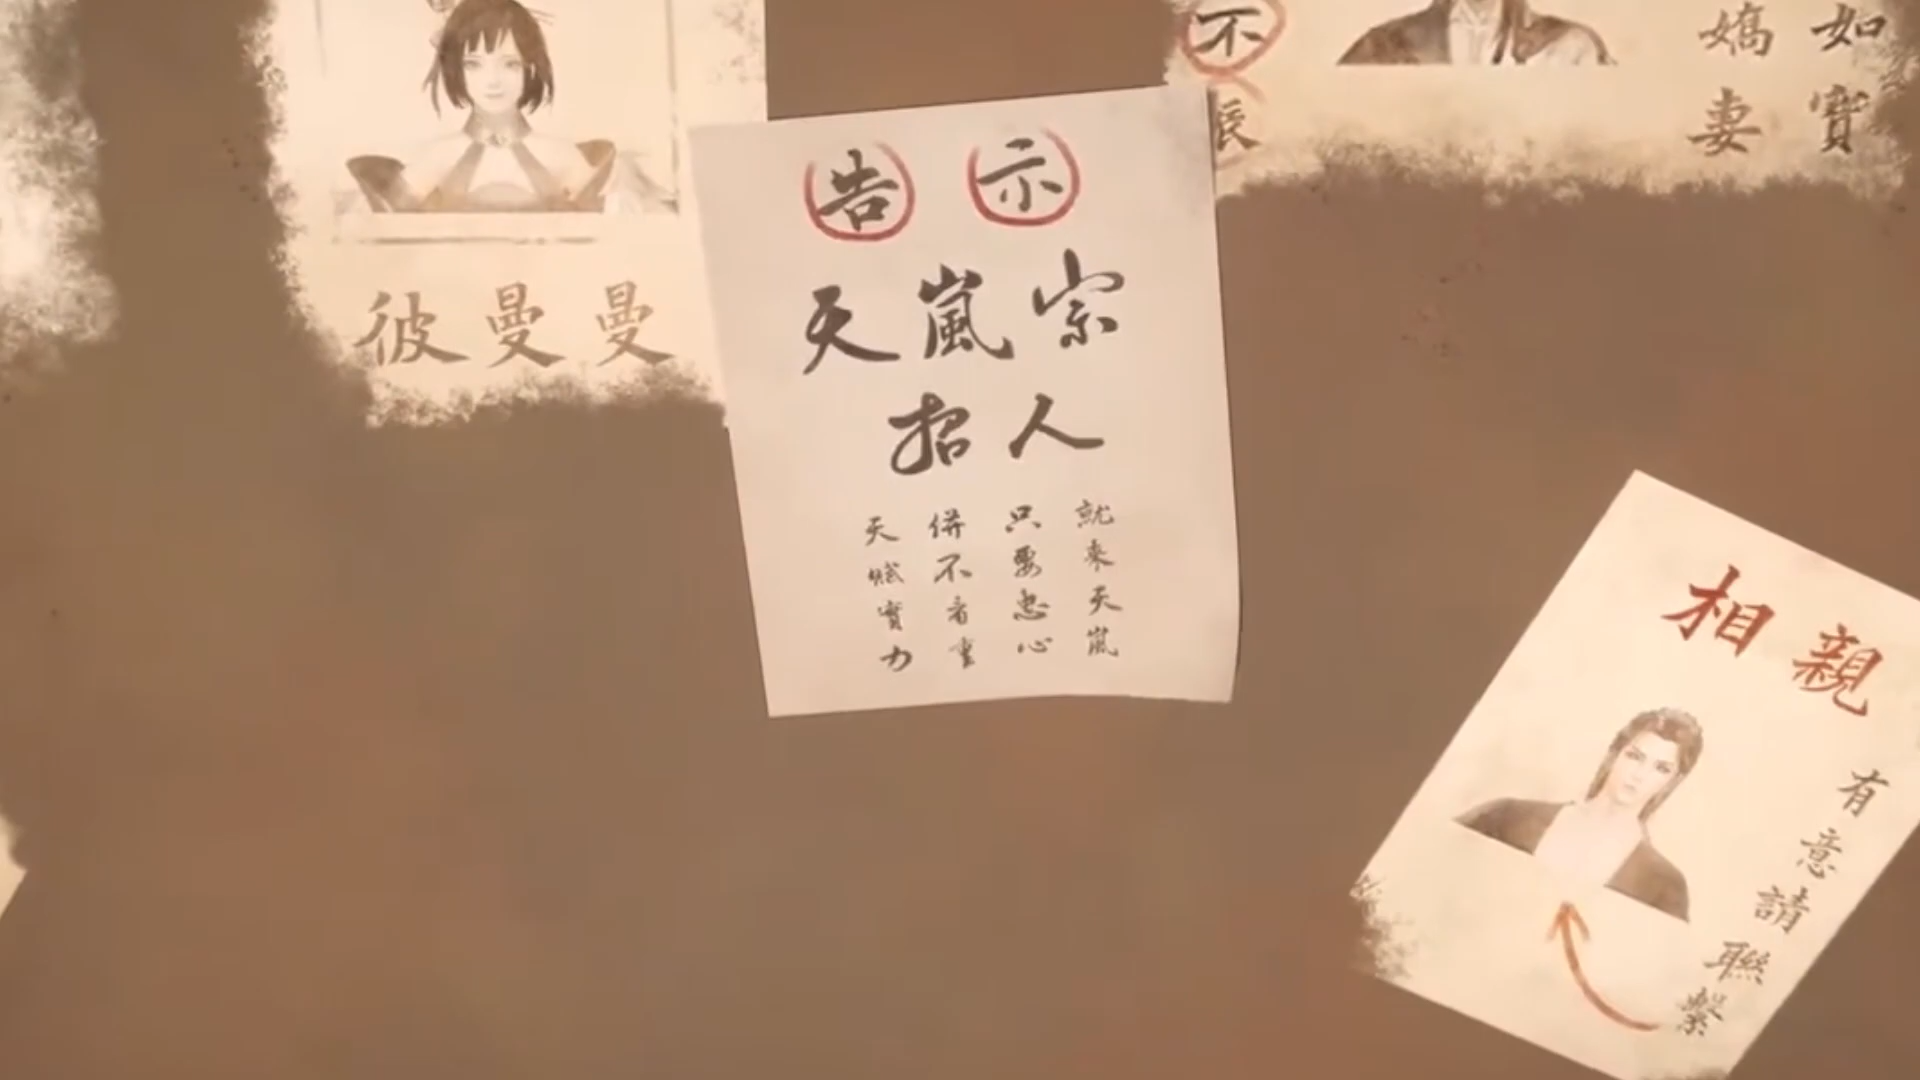 彼曼曼
告示
天嵐宗
招人
天賦實力
併不看重
只要忠心
就來天嵐
不
如實
嬌妻
相親
有意請聯繫